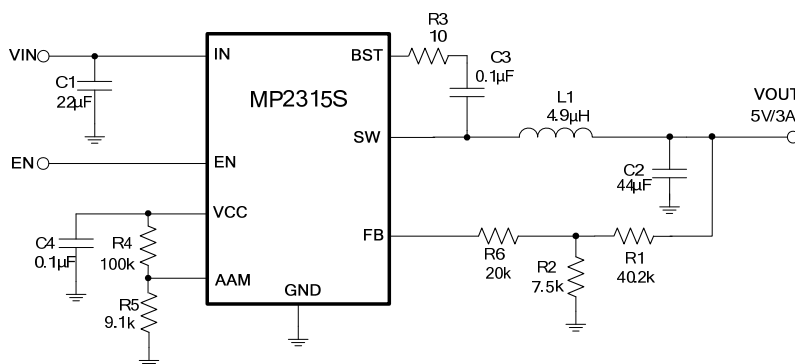 VIN
C1
22µF
EN
C4
0.1µF
R4
100k
R5
9.1k
IN
EN
VCC
AAM
MP2315S
GND
BST
SW
FB
R3
10
C3
0.1µF
L1
4.9µH
VOUT
5V/3A
C2
44µF
R6
20k
R2
7.5k
R1
40.2k